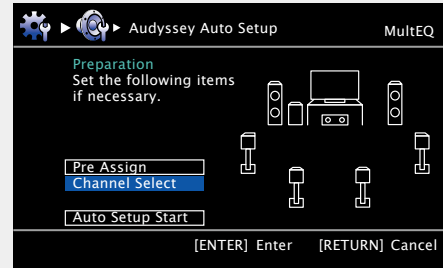 Audyssey Auto Setup
MultEQ
Preparation
Set the following items
if necessary.
Pre Assign
Channel Select
Auto Setup Start
[ENTER] Enter [RETURN] Cancel